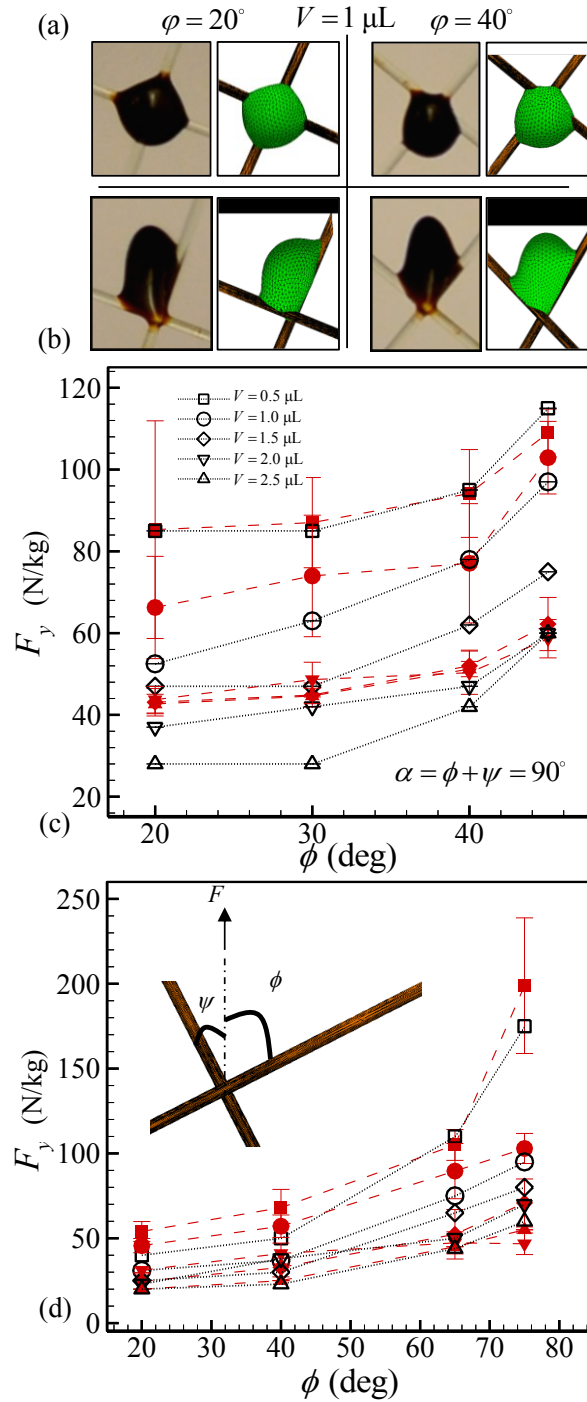 (a) φ = 20° V = 1 μL φ = 40°
(b)
120
100
80
60
40
20
F_y (N/kg)
V = 0.5 μL
V = 1.0 μL
V = 1.5 μL
V = 2.0 μL
V = 2.5 μL
α = ϕ + ψ = 90°
20 30 40
(c) ϕ (deg)
250
200
150
100
50
0
F_y (N/kg)
F
ψ
ϕ
20 30 40 50 60 70 80
(d) ϕ (deg)